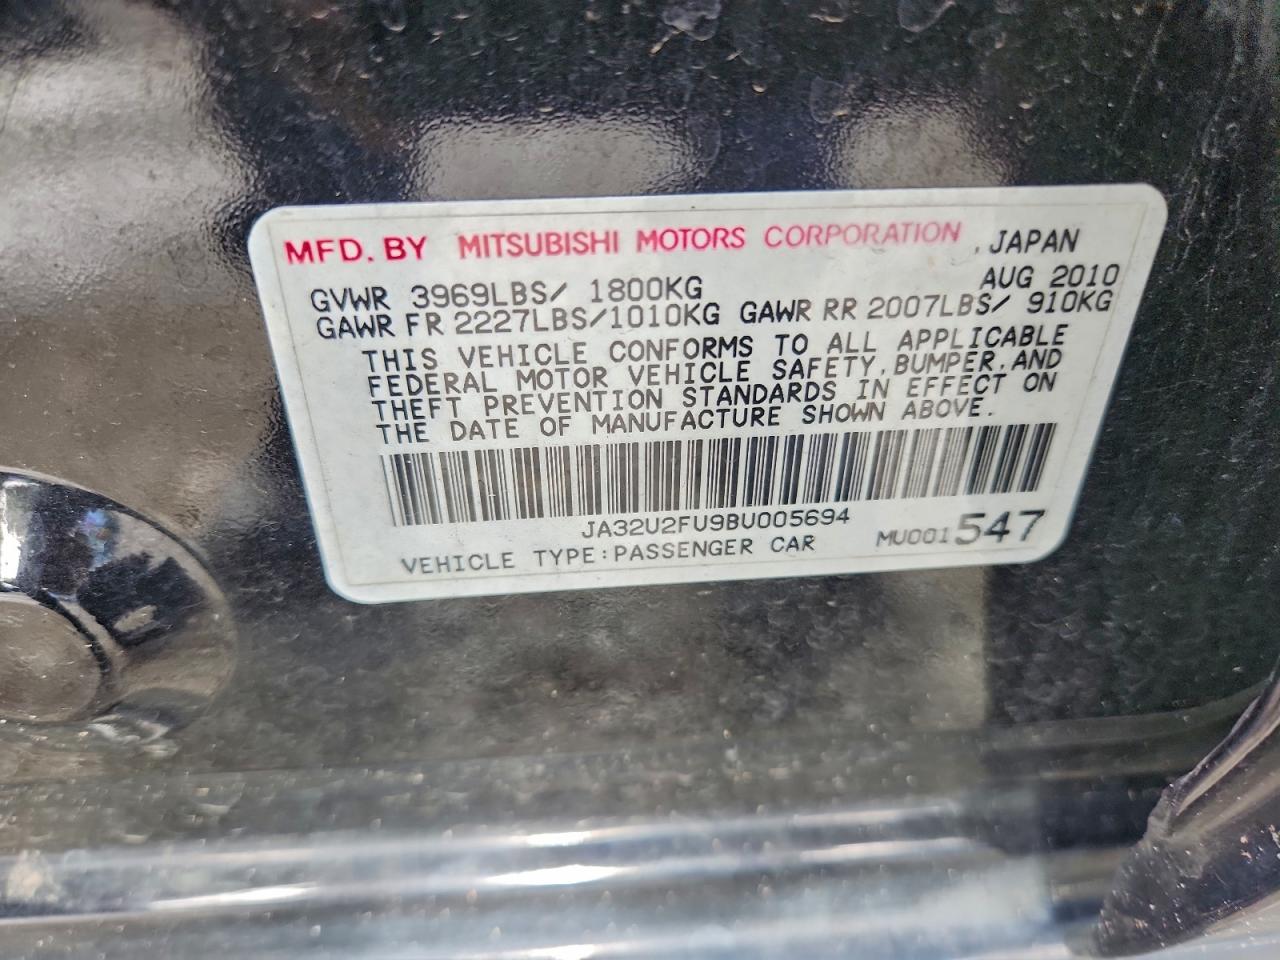 MFD. BY MITSUBISHI MOTORS CORPORATION , JAPAN
GVWR 3969LBS/ 1800KG AUG 2010
GAWR FR 2227LBS/1010KG GAWR RR 2007LBS/ 910KG
THIS VEHICLE CONFORMS TO ALL APPLICABLE
FEDERAL MOTOR VEHICLE SAFETY, BUMPER, AND
THEFT PREVENTION STANDARDS IN EFFECT ON
THE DATE OF MANUFACTURE SHOWN ABOVE.
JA32U2FU9BU005694
VEHICLE TYPE:PASSENGER CAR MU001547